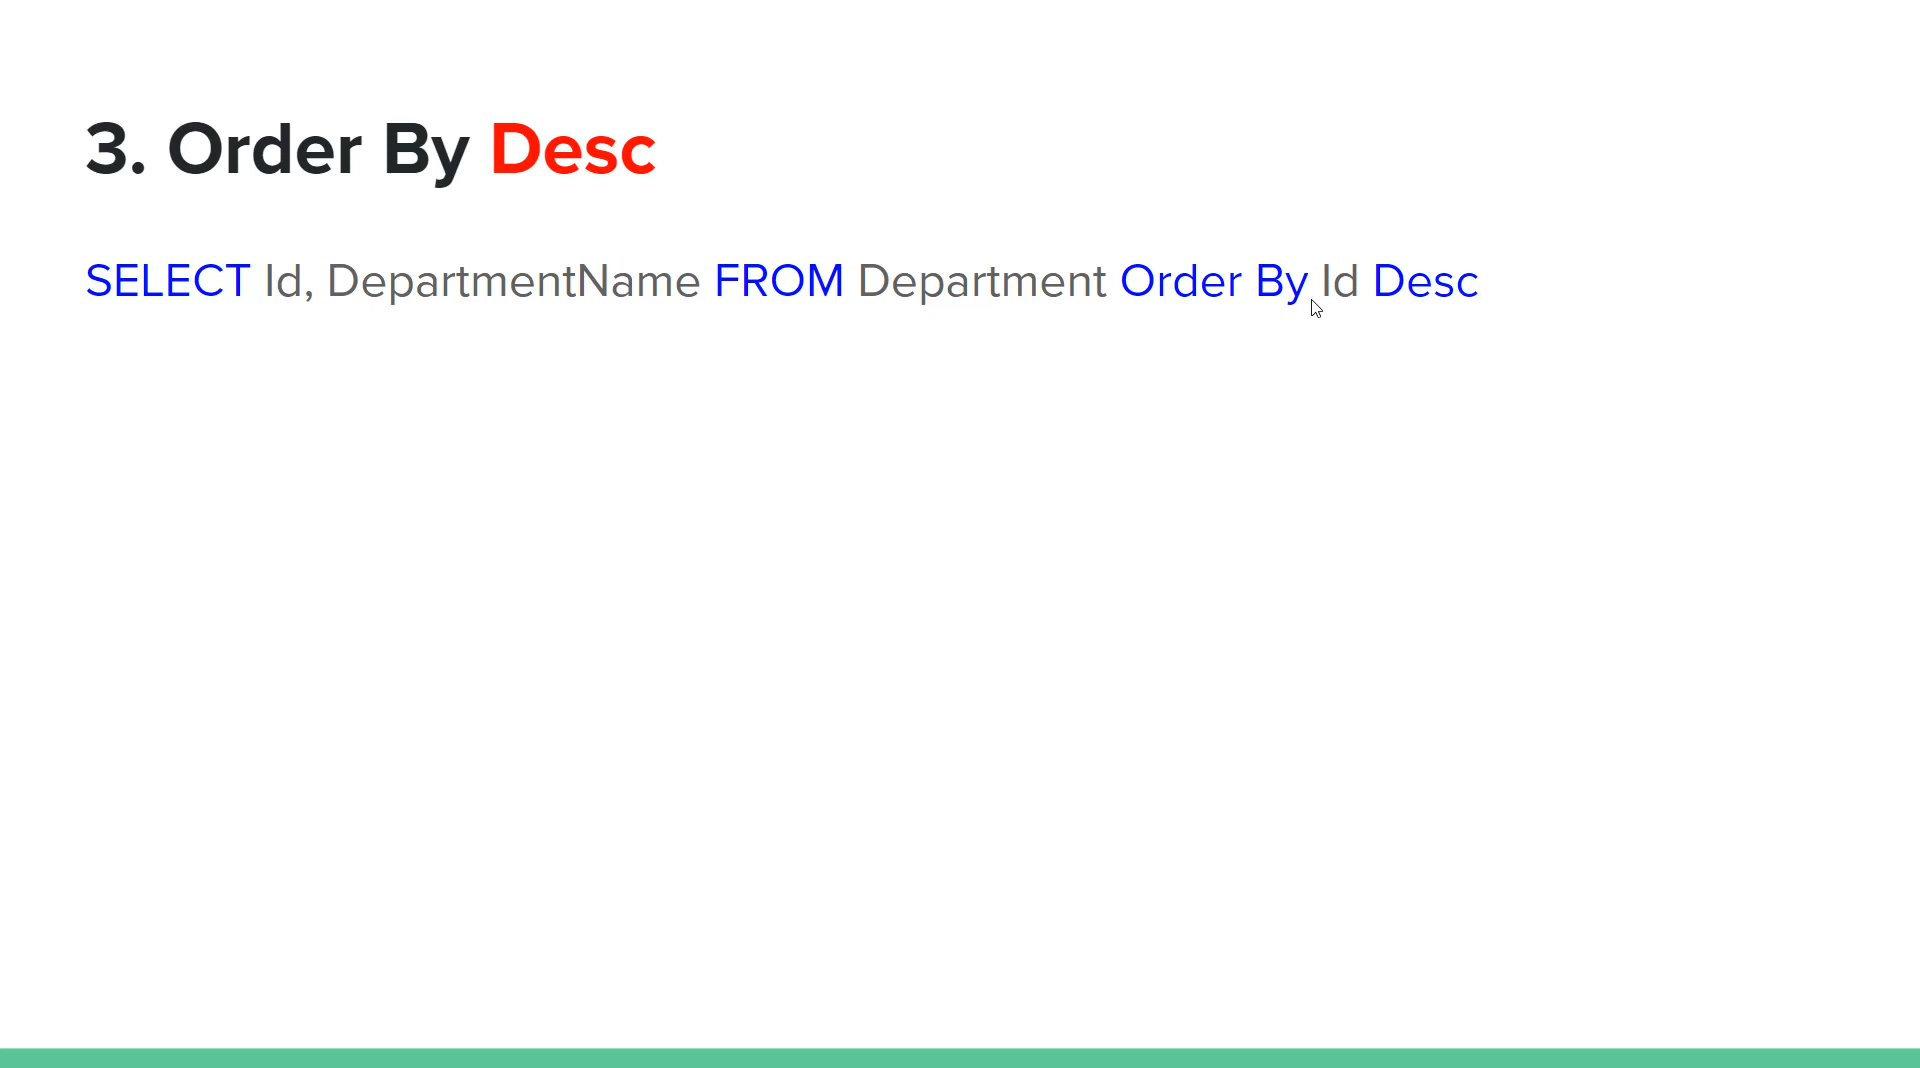 3. Order By Desc
SELECT Id, DepartmentName FROM Department Order By Id Desc